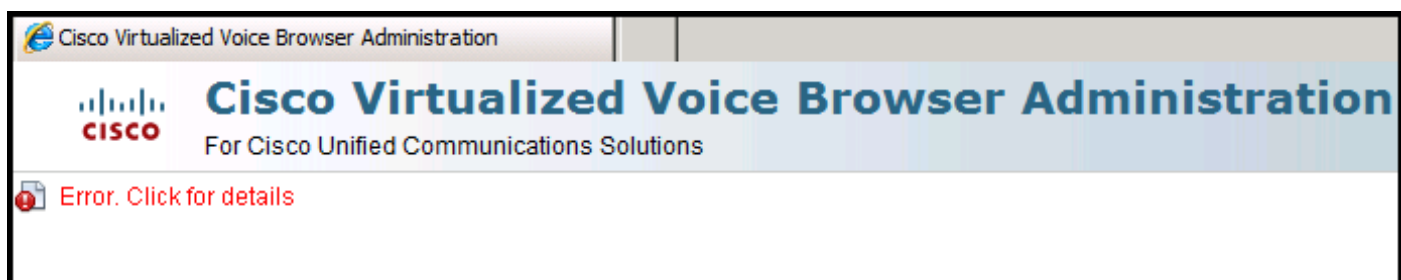 Cisco Virtualized Voice Browser Administration
CISCO
Cisco Virtualized Voice Browser Administration
For Cisco Unified Communications Solutions
Error. Click for details